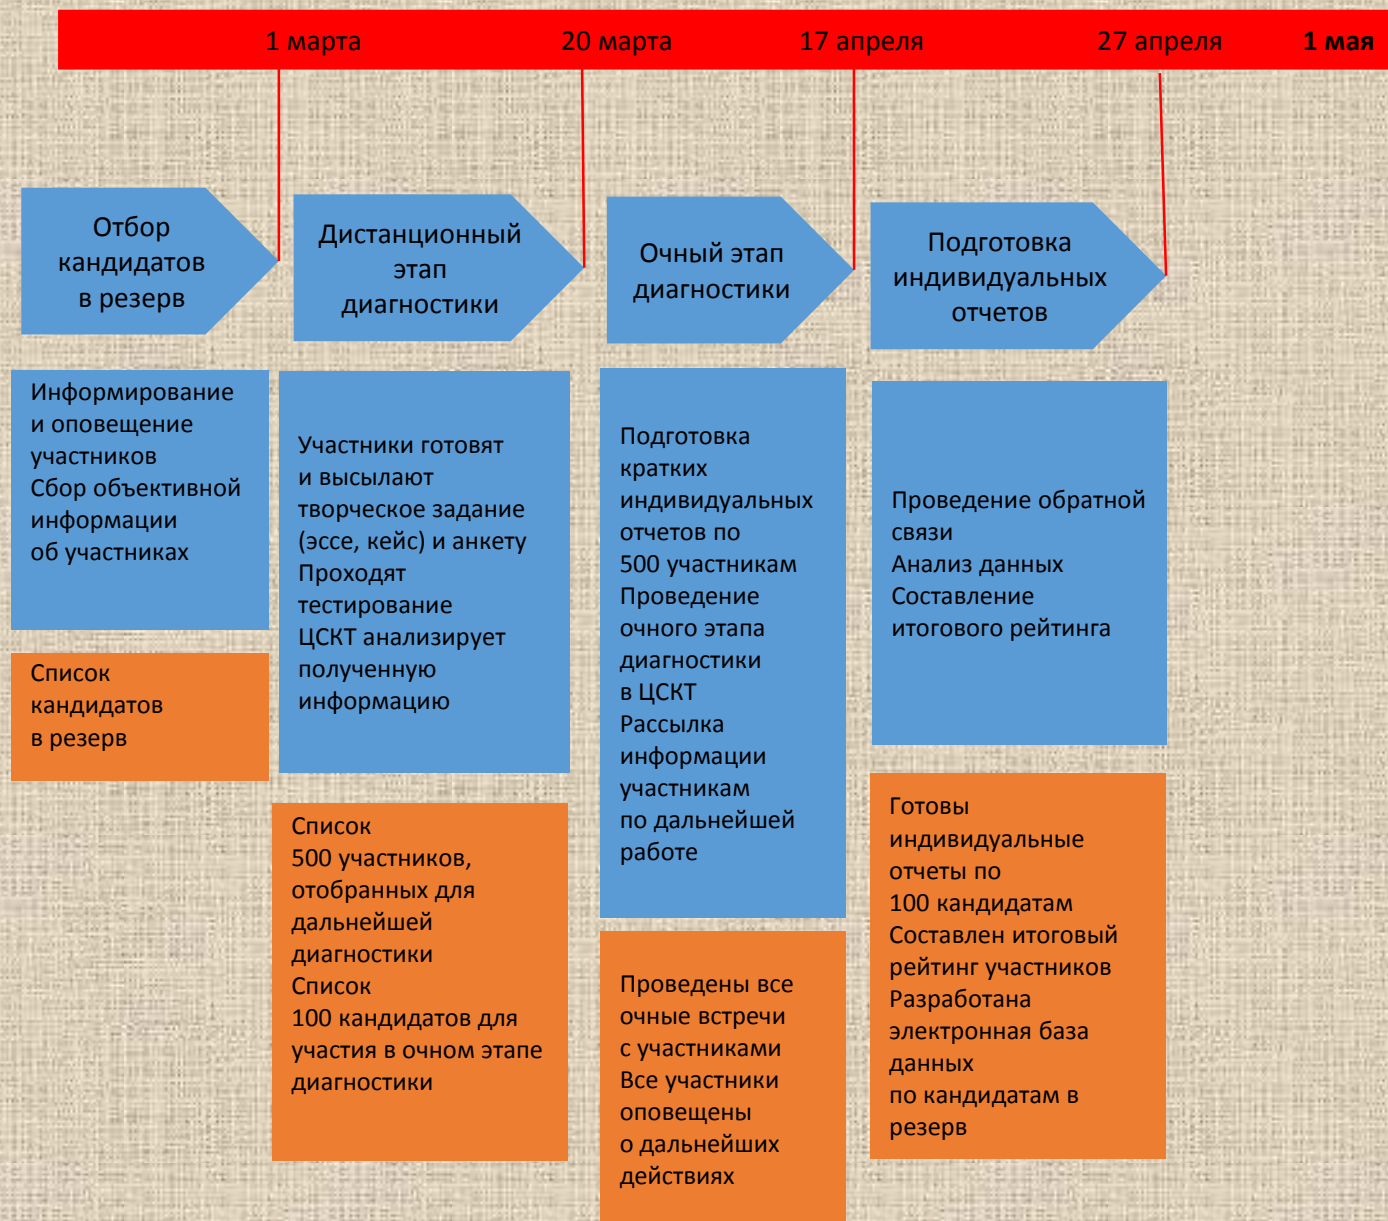 1 марта
20 марта
17 апреля
27 апреля
1 мая
Отбор
кандидатов
в резерв
Дистанционный
этап
диагностики
Очный этап
диагностики
Подготовка
индивидуальных
отчетов
Информирование
и оповещение
участников
Сбор объективной
информации
об участниках
Участники готовят
и высылают
творческое задание
(эссе, кейс) и анкету
Проходят
тестирование
ЦСКТ анализирует
полученную
информацию
Подготовка
кратких
индивидуальных
отчетов по
500 участникам
Проведение
очного этапа
диагностики
в ЦСКТ
Рассылка
информации
участникам
по дальнейшей
работе
Проведение обратной
связи
Анализ данных
Составление
итогового рейтинга
Список
кандидатов
в резерв
Список
500 участников,
отобранных для
дальнейшей
диагностики
Список
100 кандидатов для
участия в очном этапе
диагностики
Проведены все
очные встречи
с участниками
Все участники
оповещены
о дальнейших
действиях
Готовы
индивидуальные
отчеты по
100 кандидатам
Составлен итоговый
рейтинг участников
Разработана
электронная база
данных
по кандидатам в
резерв